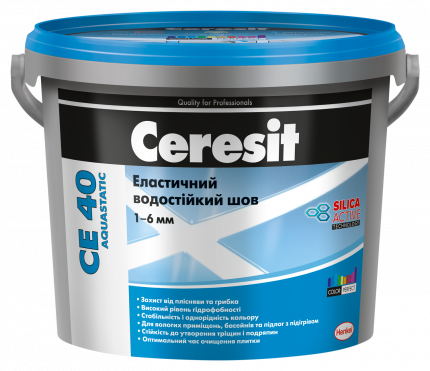 Quality for Professionals
Ceresit
CE 40
AQUASTATIC
Еластичний
водостійкий шов
1–6 мм
SILICA
ACTIVE
TECHNOLOGY
COLOR PERFECT
• Захист від плісняви та грибка
• Високий рівень гідрофобності
• Стабільність і однорідність кольору
• Для вологих приміщень, басейнів та підлог з підігрівом
• Стійкість до утворення тріщин і подряпин
• Оптимальний час очищення плитки
Henkel